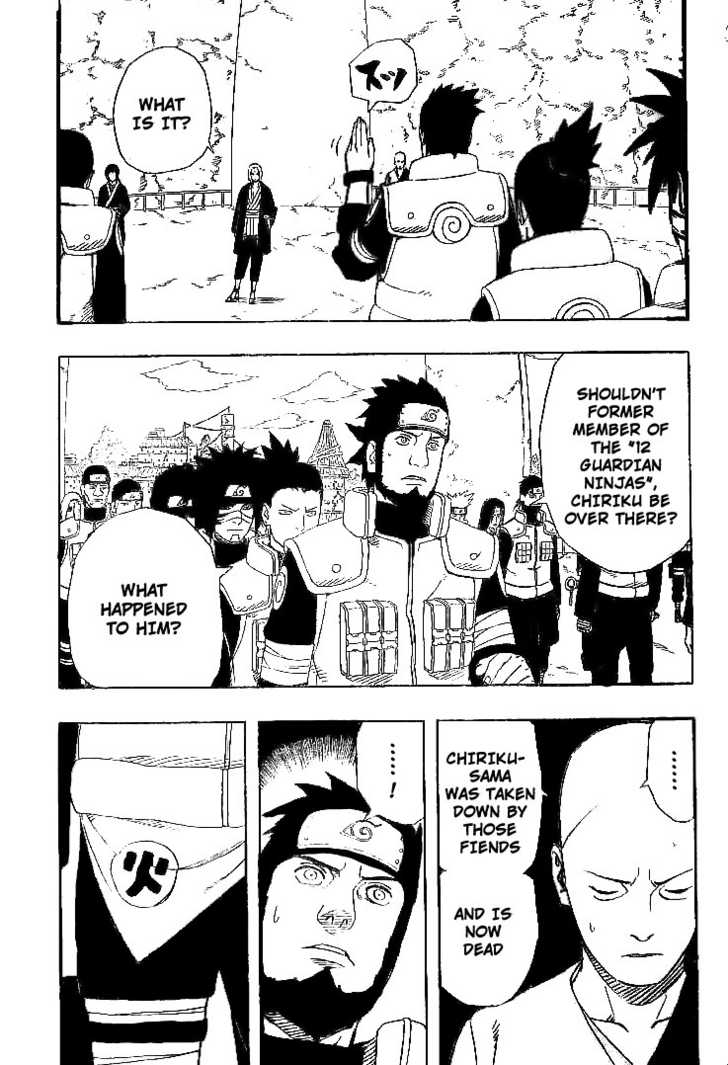 WHAT
IS IT?
スッ
SHOULDN'T
FORMER
MEMBER OF
THE "12
GUARDIAN
NINJAS",
CHIRIKU BE
OVER THERE?
WHAT
HAPPENED
TO HIM?
......
CHIRIKU-
SAMA
WAS TAKEN
DOWN BY
THOSE
FIENDS
AND IS
NOW
DEAD
......!
火